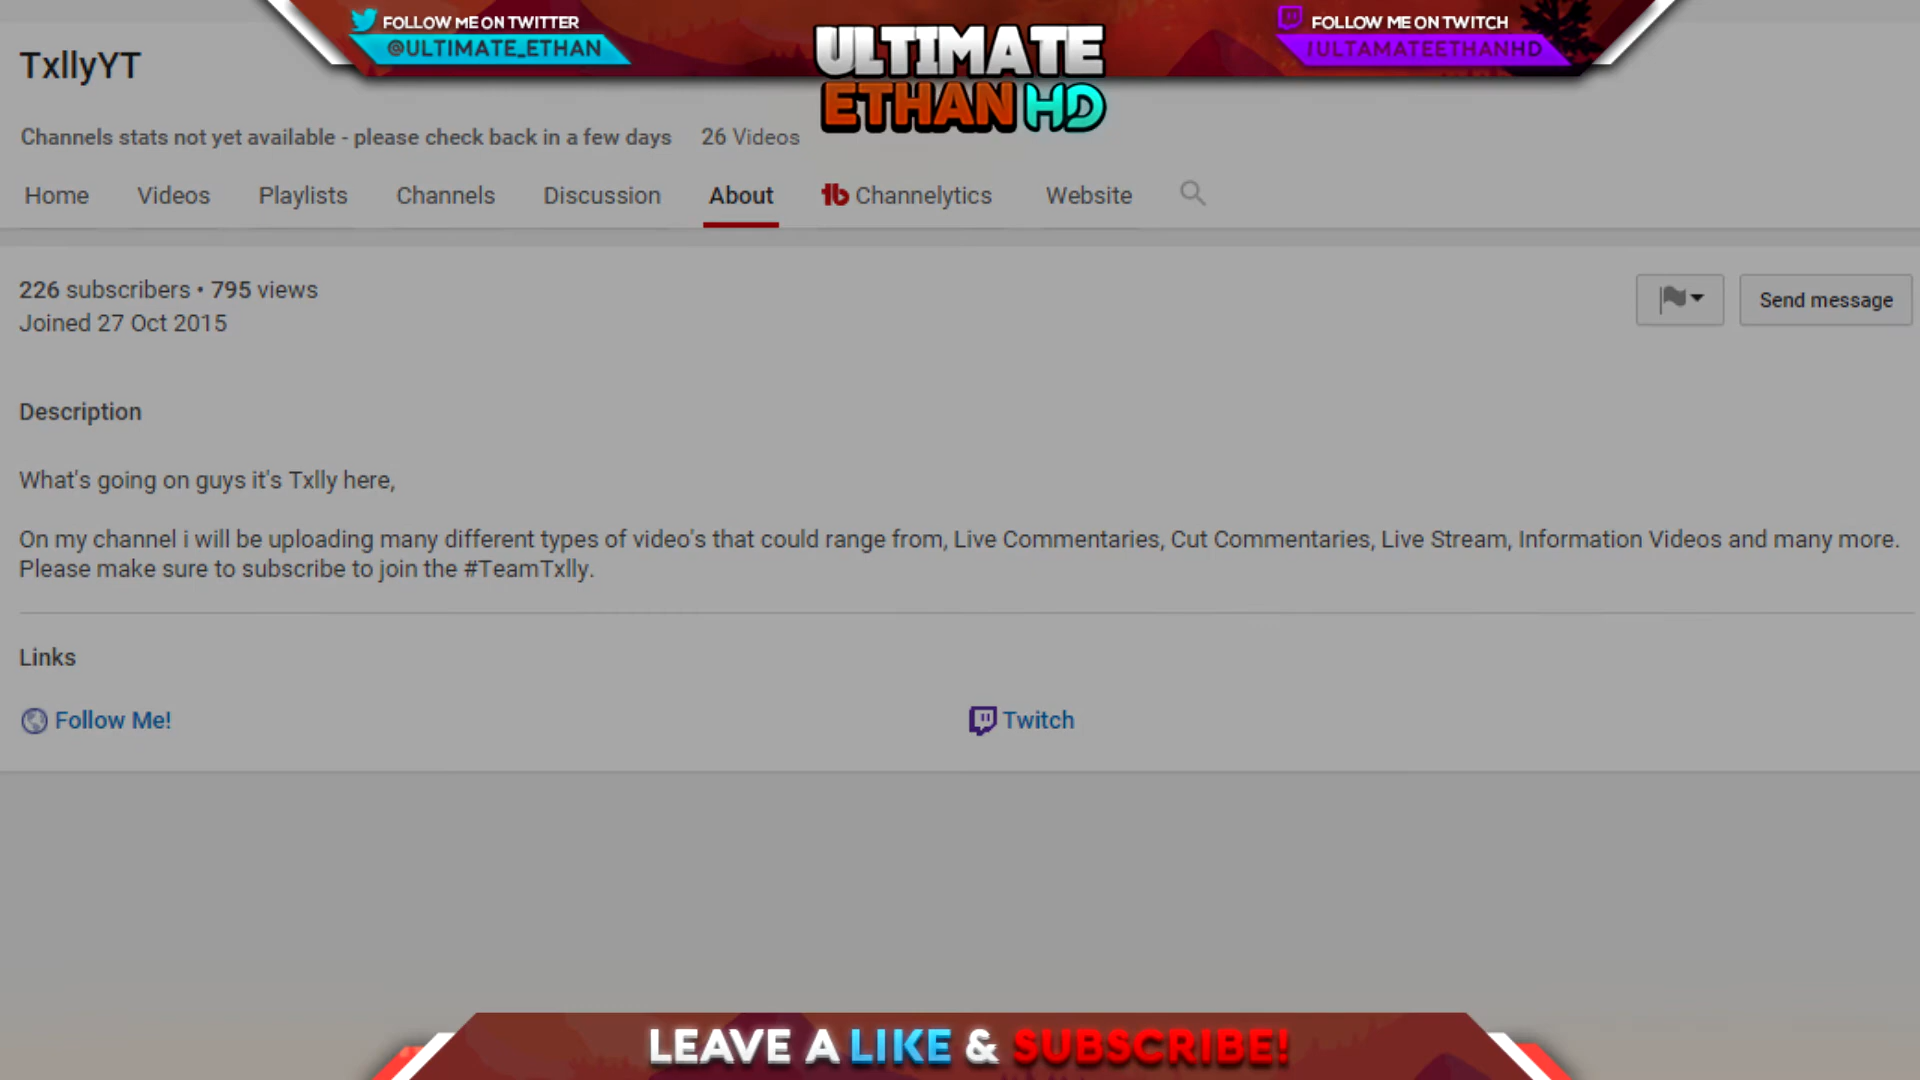 FOLLOW ME ON TWITTER
@ULTIMATE_ETHAN
ULTIMATE
ETHAN HD
FOLLOW ME ON TWITCH
/ULTAMATEETHANHD
TxllyYT
Channels stats not yet available - please check back in a few days 26 Videos
Home Videos Playlists Channels Discussion About Channelytics Website
226 subscribers • 795 views
Joined 27 Oct 2015
Send message
Description
What's going on guys it's Txlly here,
On my channel i will be uploading many different types of video's that could range from, Live Commentaries, Cut Commentaries, Live Stream, Information Videos and many more.
Please make sure to subscribe to join the #TeamTxlly.
Links
Follow Me! Twitch
LEAVE A LIKE & SUBSCRIBE!